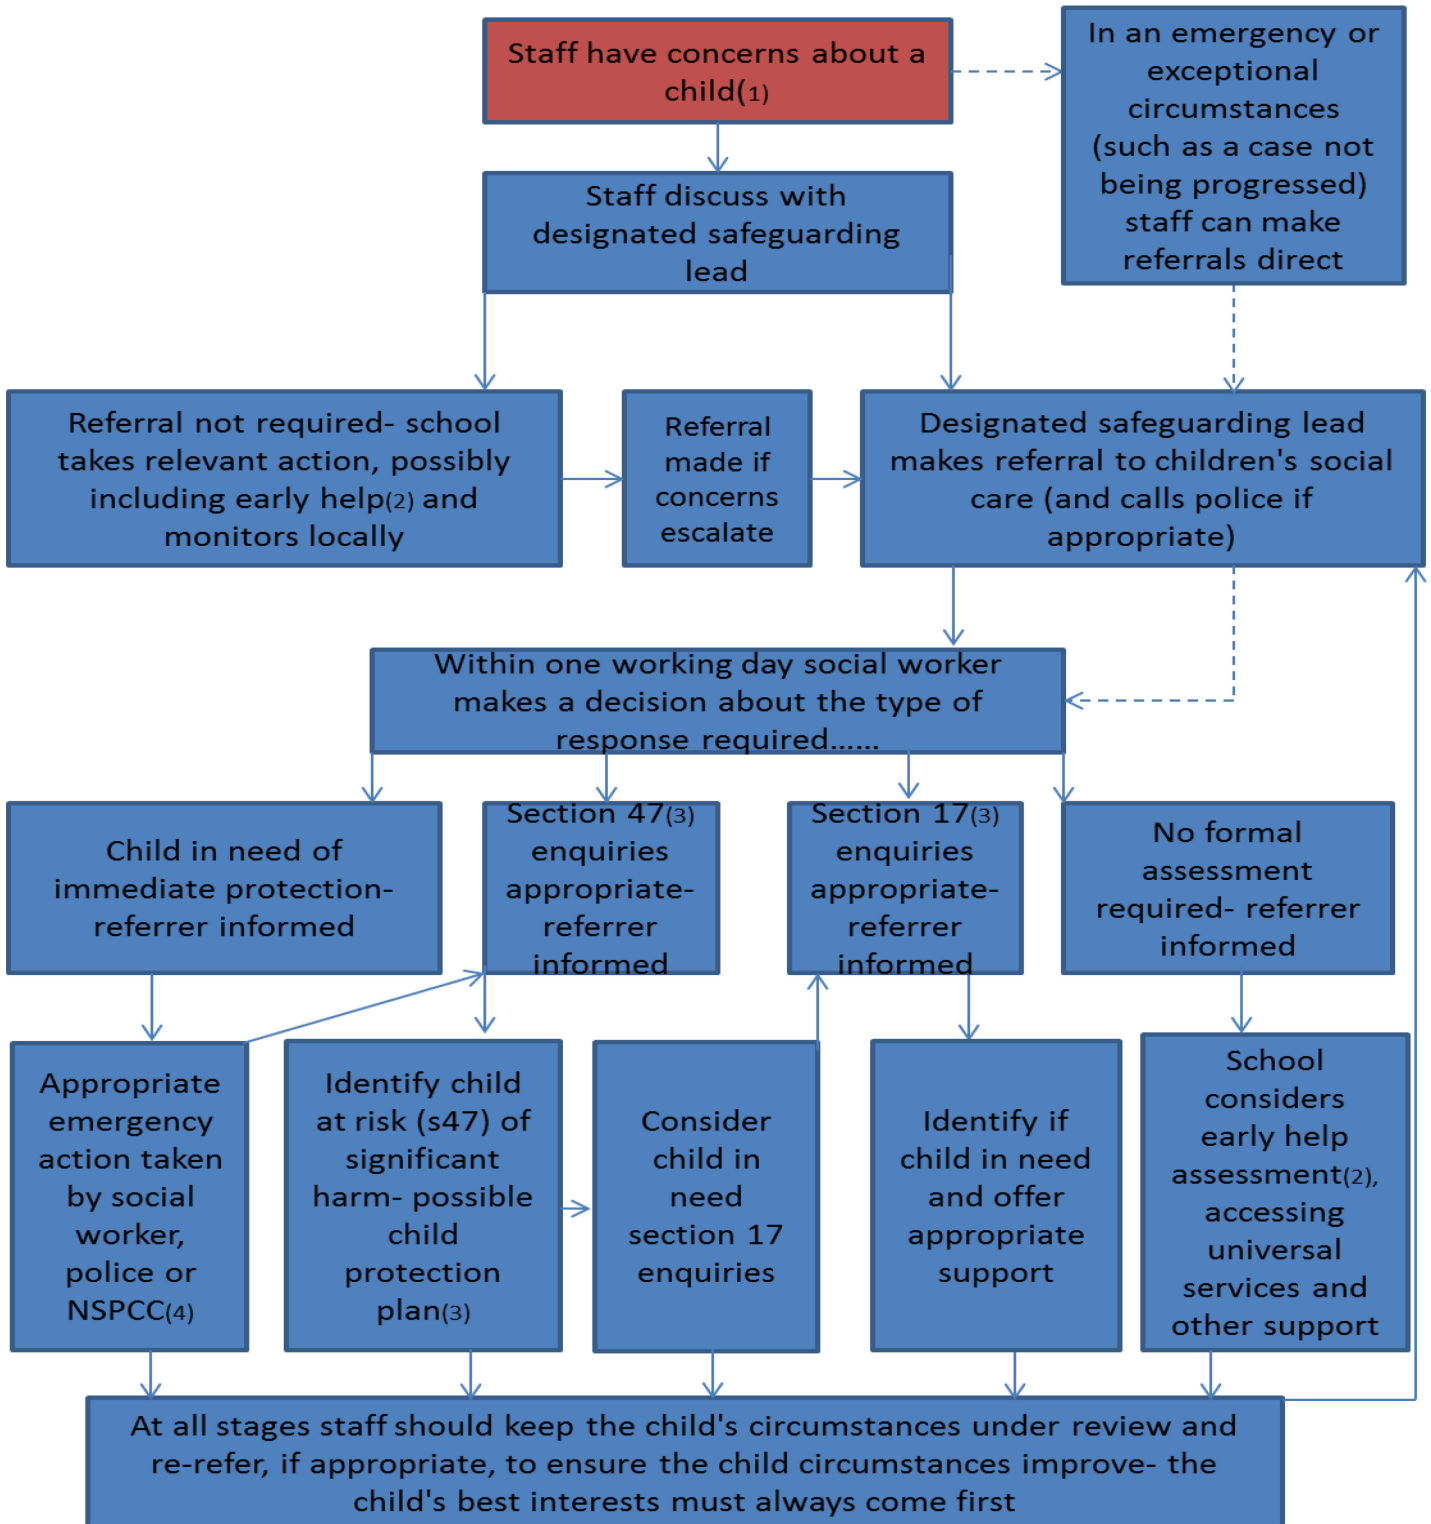 Staff have concerns about a
child(1)
In an emergency or
exceptional
circumstances
(such as a case not
being progressed)
staff can make
referrals direct
Staff discuss with
designated safeguarding
lead
Referral not required- school
takes relevant action, possibly
including early help(2) and
monitors locally
Referral
made if
concerns
escalate
Designated safeguarding lead
makes referral to children's social
care (and calls police if
appropriate)
Within one working day social worker
makes a decision about the type of
response required......
Child in need of
immediate protection-
referrer informed
Section 47(3)
enquiries
appropriate-
referrer
informed
Section 17(3)
enquiries
appropriate-
referrer
informed
No formal
assessment
required- referrer
informed
Appropriate
emergency
action taken
by social
worker,
police or
NSPCC(4)
Identify child
at risk (s47) of
significant
harm- possible
child
protection
plan(3)
Consider
child in
need
section 17
enquiries
Identify if
child in need
and offer
appropriate
support
School
considers
early help
assessment(2),
accessing
universal
services and
other support
At all stages staff should keep the child's circumstances under review and
re-refer, if appropriate, to ensure the child circumstances improve- the
child's best interests must always come first